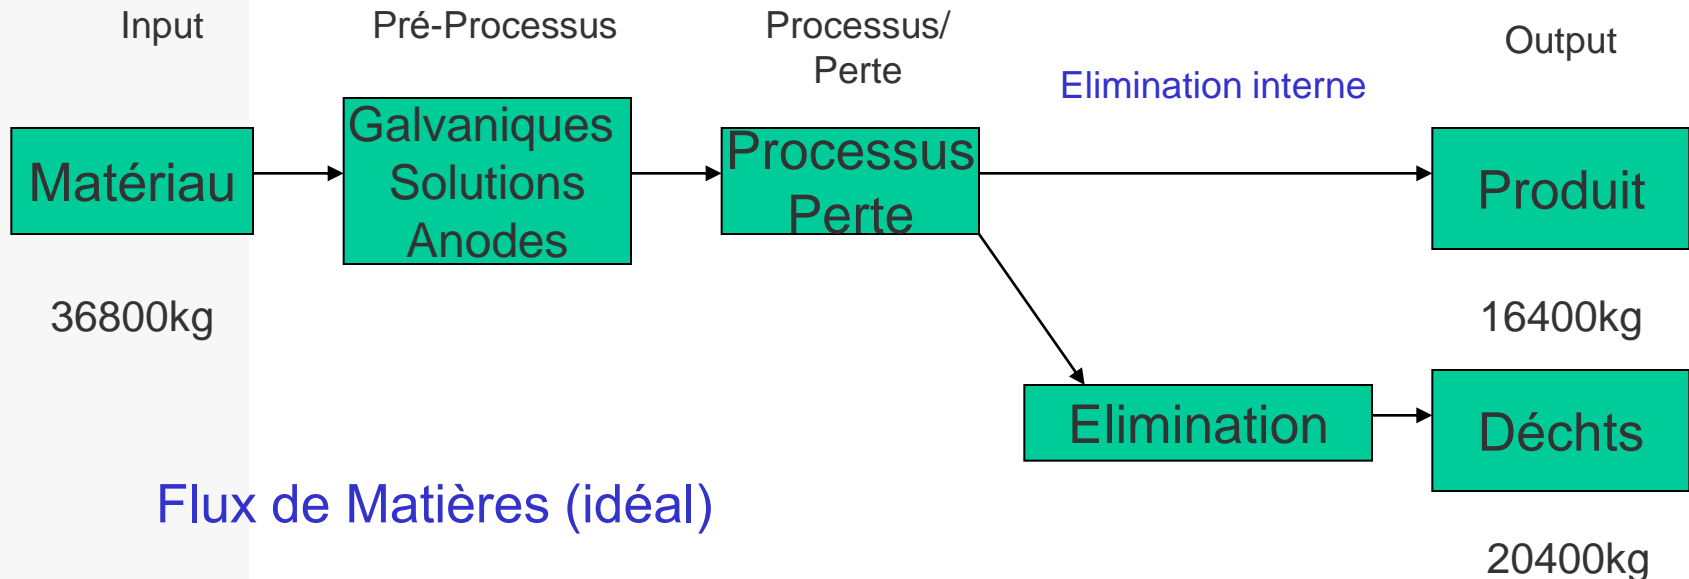 Input
Pré-Processus
Processus/
Perte
Output
Elimination interne
Matériau
Galvaniques
Solutions
Anodes
Processus
Perte
Produit
36800kg
16400kg
Elimination
Déchts
Flux de Matières (idéal)
20400kg